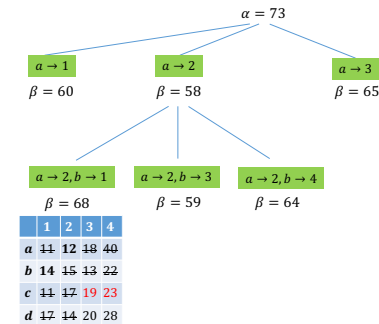 α = 73
a → 1
a → 2
a → 3
β = 60
β = 58
β = 65
a → 2, b → 1
a → 2, b → 3
a → 2, b → 4
β = 68
β = 59
β = 64
1 2 3 4
a 11 12 18 40
b 14 15 13 22
c 11 17 19 23
d 17 14 20 28